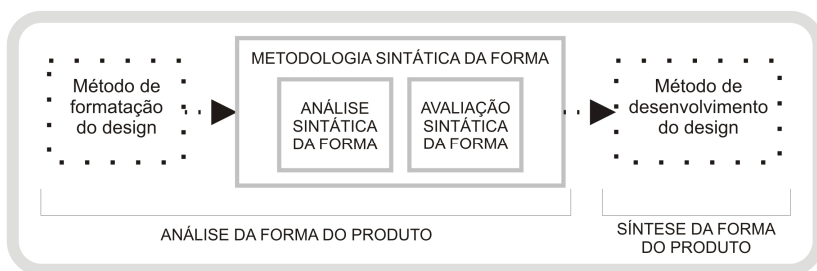 Método de
formatação
do design
METODOLOGIA SINTÁTICA DA FORMA
ANÁLISE
SINTÁTICA
DA FORMA
AVALIAÇÃO
SINTÁTICA
DA FORMA
Método de
desenvolvimento
do design
ANÁLISE DA FORMA DO PRODUTO
SÍNTESE DA FORMA
DO PRODUTO